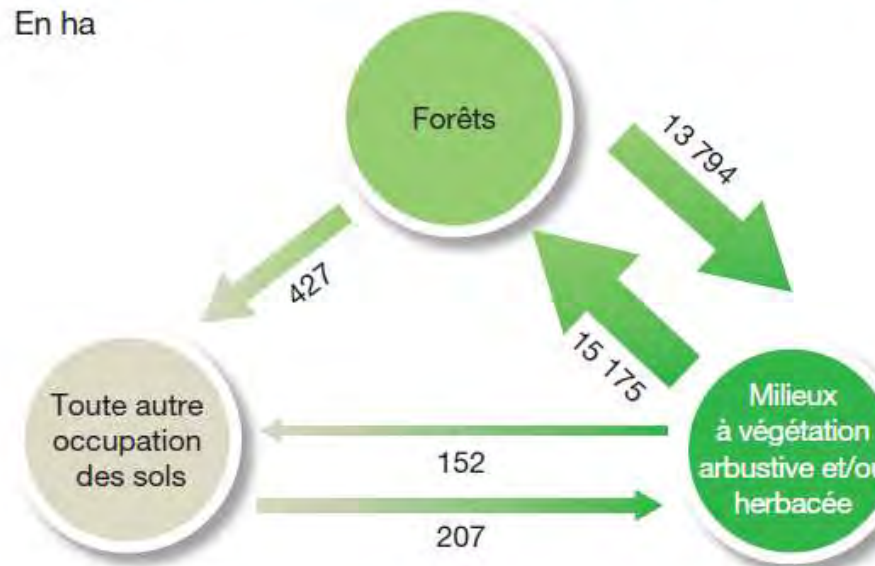 En ha
Forêts
13 794
427
15 175
Toute autre
occupation
des sols
Milieux
à végétation
arbustive et/ou
herbacée
152
207